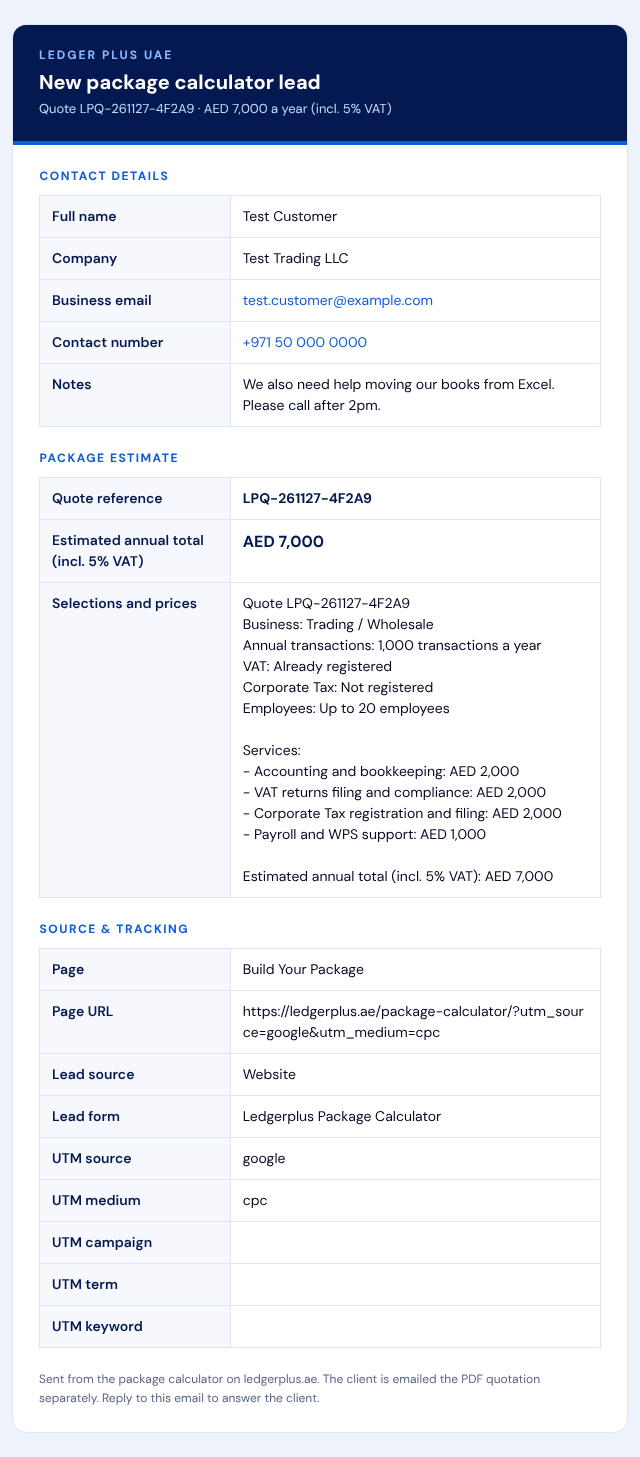 LEDGER PLUS UAE
New package calculator lead
Quote LPQ-261127-4F2A9 · AED 7,000 a year (incl. 5% VAT)
CONTACT DETAILS
Full name
Test Customer
Company
Test Trading LLC
Business email
test.customer@example.com
Contact number
+971 50 000 0000
Notes
We also need help moving our books from Excel.
Please call after 2pm.
PACKAGE ESTIMATE
Quote reference
LPQ-261127-4F2A9
Estimated annual total
(incl. 5% VAT)
AED 7,000
Selections and prices
Quote LPQ-261127-4F2A9
Business: Trading / Wholesale
Annual transactions: 1,000 transactions a year
VAT: Already registered
Corporate Tax: Not registered
Employees: Up to 20 employees
Services:
- Accounting and bookkeeping: AED 2,000
- VAT returns filing and compliance: AED 2,000
- Corporate Tax registration and filing: AED 2,000
- Payroll and WPS support: AED 1,000
Estimated annual total (incl. 5% VAT): AED 7,000
SOURCE & TRACKING
Page
Build Your Package
Page URL
https://ledgerplus.ae/package-calculator/?utm_sour
ce=google&utm_medium=cpc
Lead source
Website
Lead form
Ledgerplus Package Calculator
UTM source
google
UTM medium
cpc
UTM campaign
UTM term
UTM keyword
Sent from the package calculator on ledgerplus.ae. The client is emailed the PDF quotation
separately. Reply to this email to answer the client.